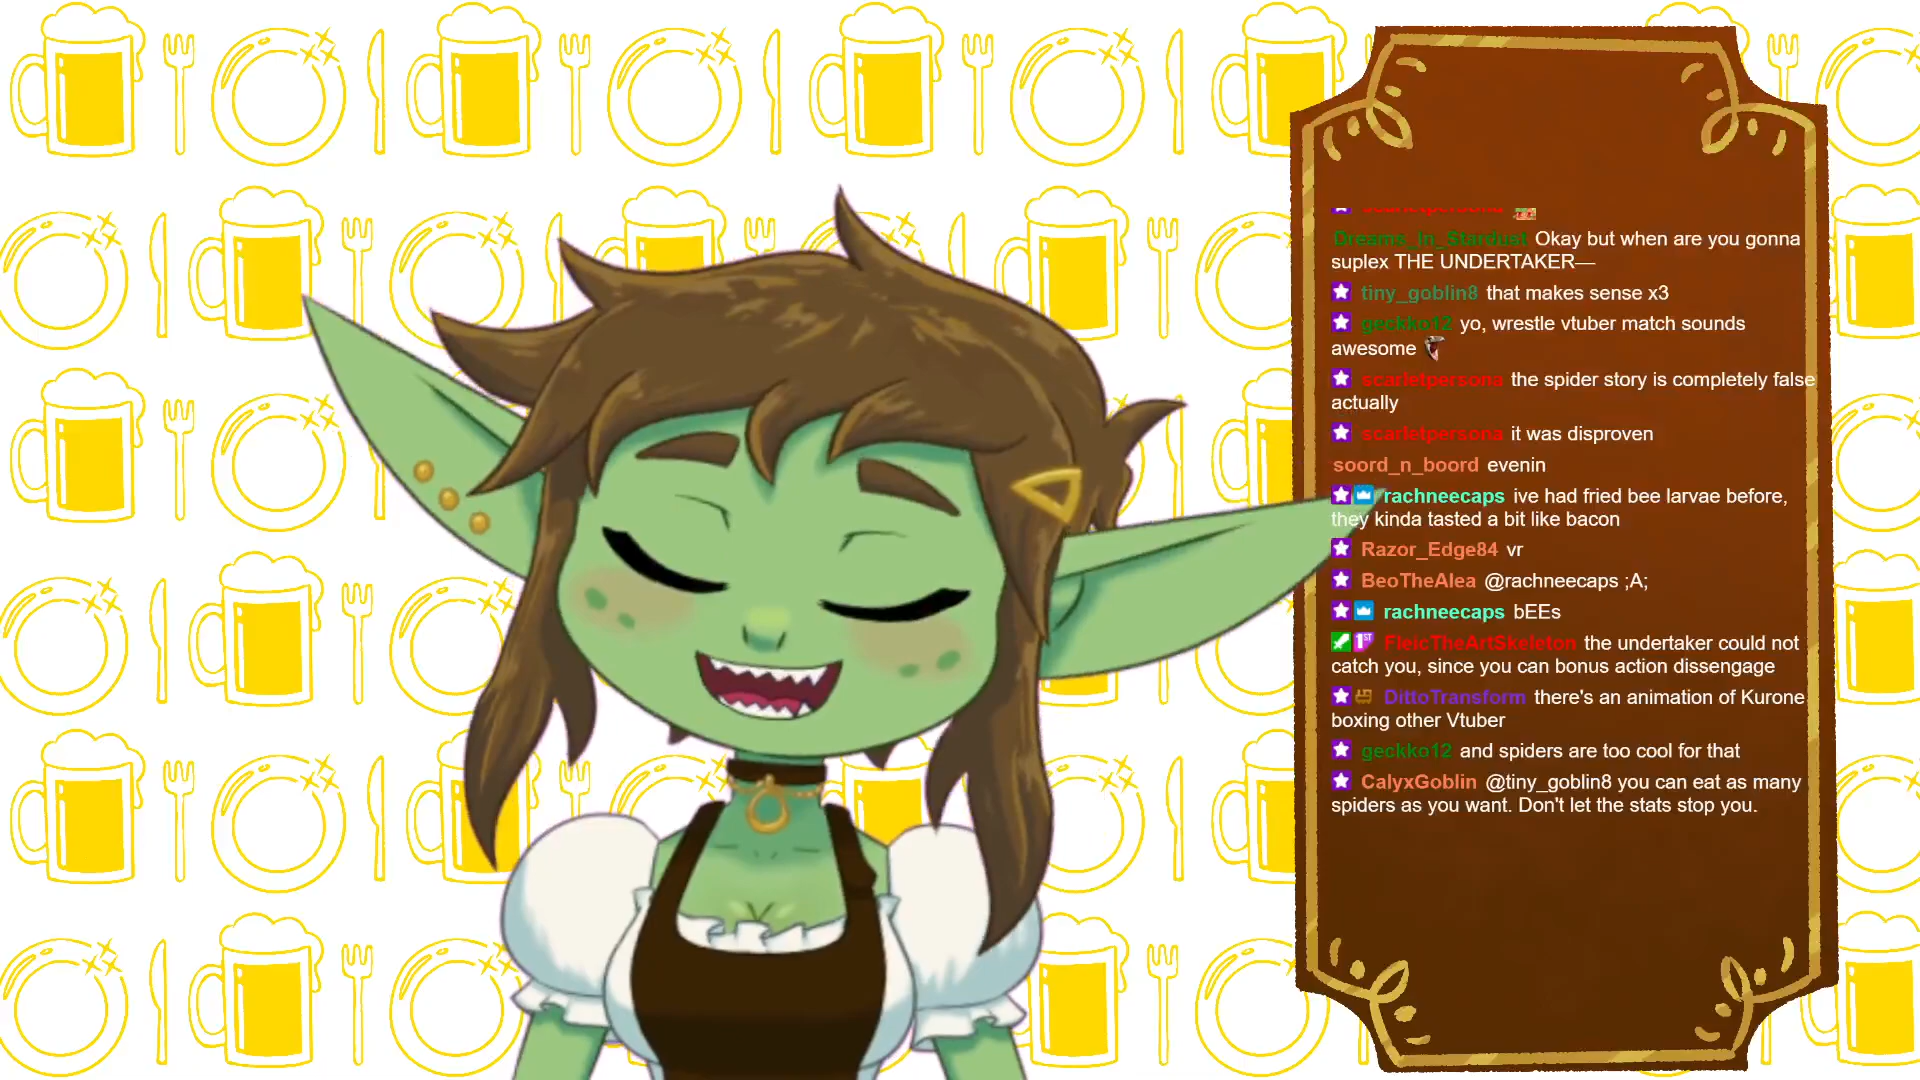 Dreams_In_Stardust Okay but when are you gonna
suplex THE UNDERTAKER—
tiny_goblin8 that makes sense x3
geckko12 yo, wrestle vtuber match sounds
awesome
scarletpersona the spider story is completely false
actually
scarletpersona it was disproven
soord_n_boord evenin
rachneecaps ive had fried bee larvae before,
they kinda tasted a bit like bacon
Razor_Edge84 vr
BeoTheAlea @rachneecaps ;A;
rachneecaps bEEs
1ST FleicTheArtSkeleton the undertaker could not
catch you, since you can bonus action dissengage
DittoTransform there's an animation of Kurone
boxing other Vtuber
geckko12 and spiders are too cool for that
CalyxGoblin @tiny_goblin8 you can eat as many
spiders as you want. Don't let the stats stop you.